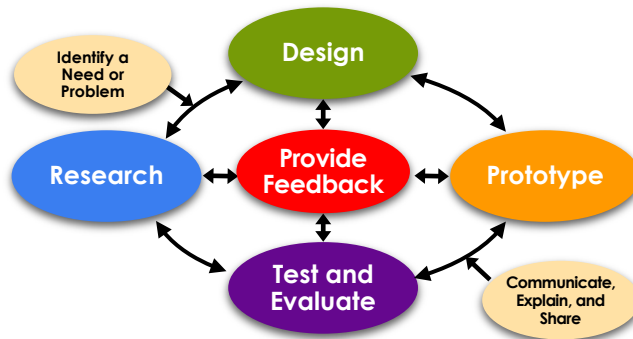 Identify a
Need or
Problem
Design
Research
Provide
Feedback
Prototype
Test and
Evaluate
Communicate,
Explain, and
Share